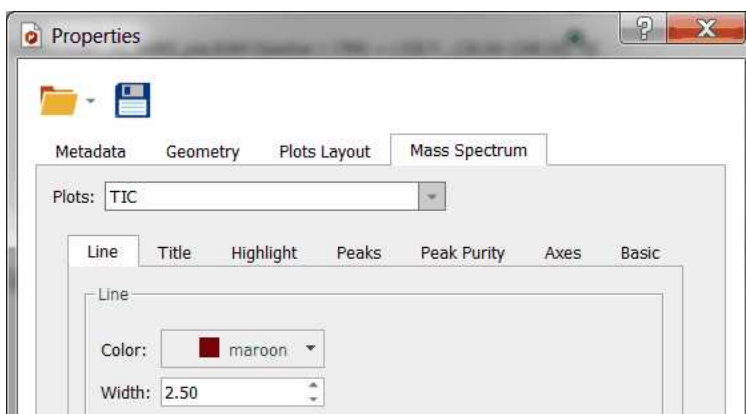 Properties
Metadata Geometry Plots Layout Mass Spectrum
Plots: TIC
Line Title Highlight Peaks Peak Purity Axes Basic
Line
Color: maroon
Width: 2.50